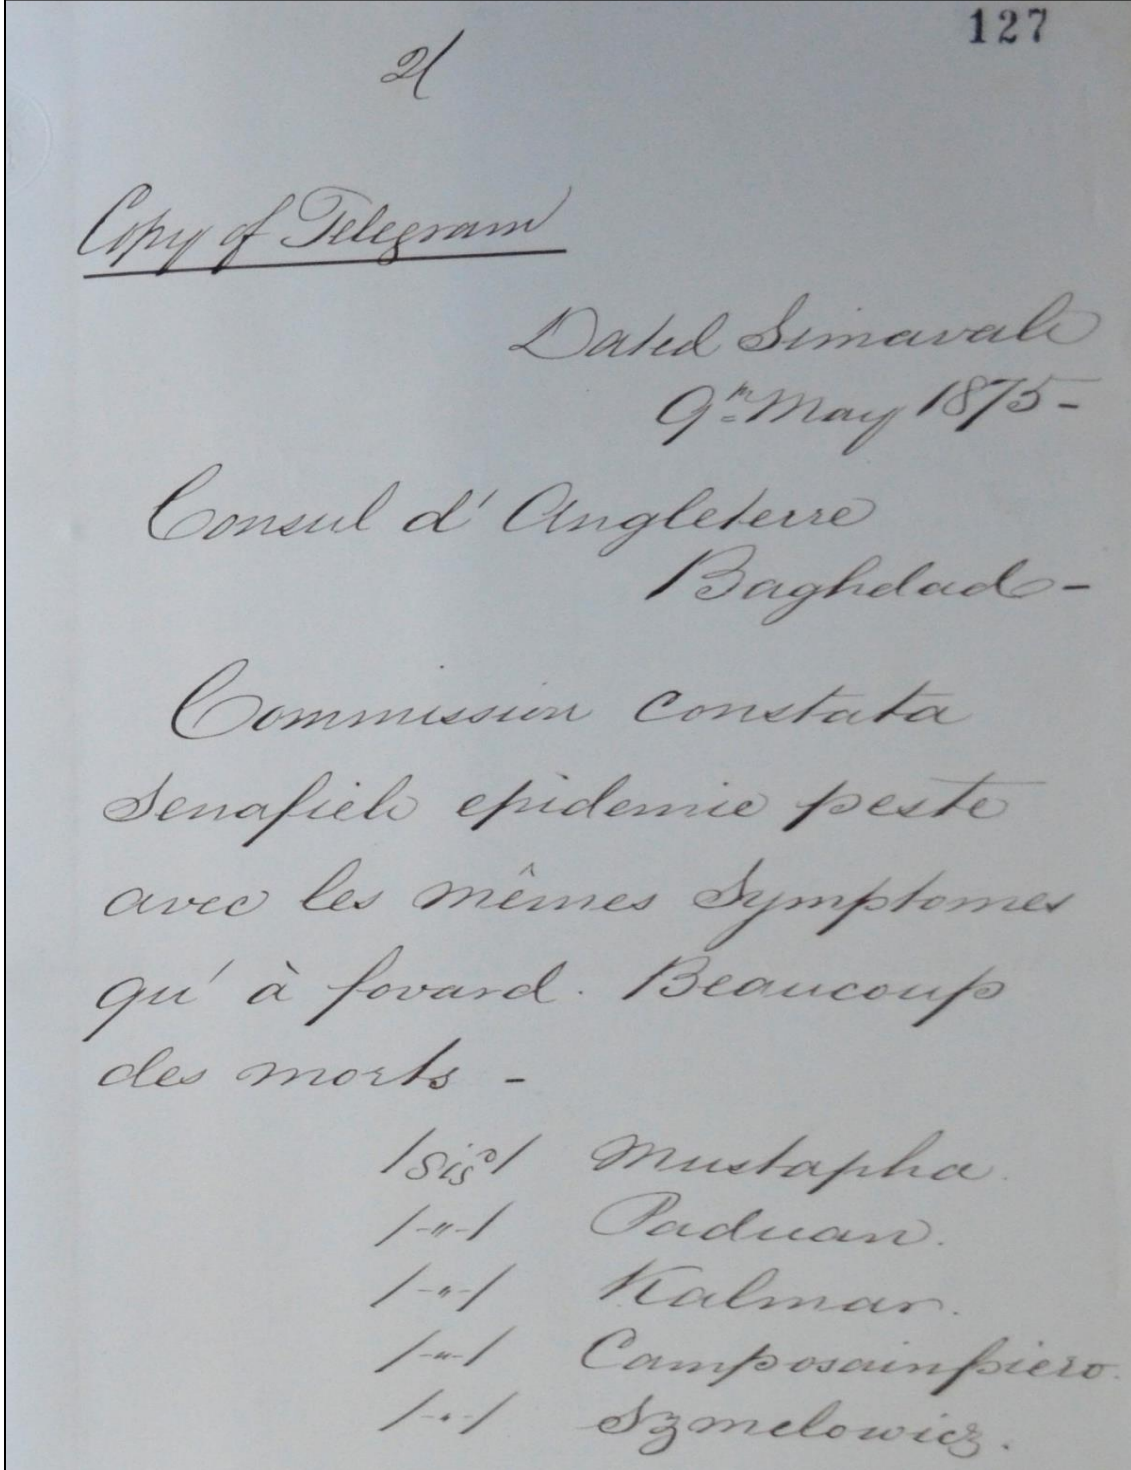 127
2/
Copy of Telegram
Dated Simavah
9th May 1875-
Consul d' Angleterre
Baghdad-
Commission constata
Senafieh epidemie peste
avec les mêmes Symptomes
qu' à fovard. Beaucoup
des morts -
/Sigd/ Mustapha.
/-"-/ Paduan.
/-"-/ Kalmar.
/-"-/ Camposainpiero.
/-"-/ Szmelowicz.